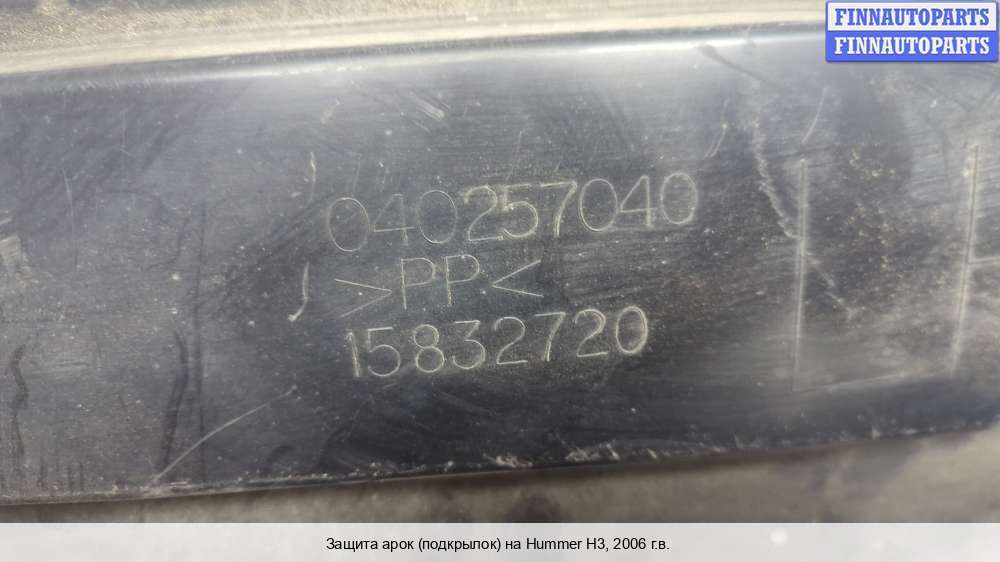 FINNAUTOPARTS
FINNAUTOPARTS
040257040
>PP<
15832720
Защита арок (подкрылок) на Hummer H3, 2006 г.в.